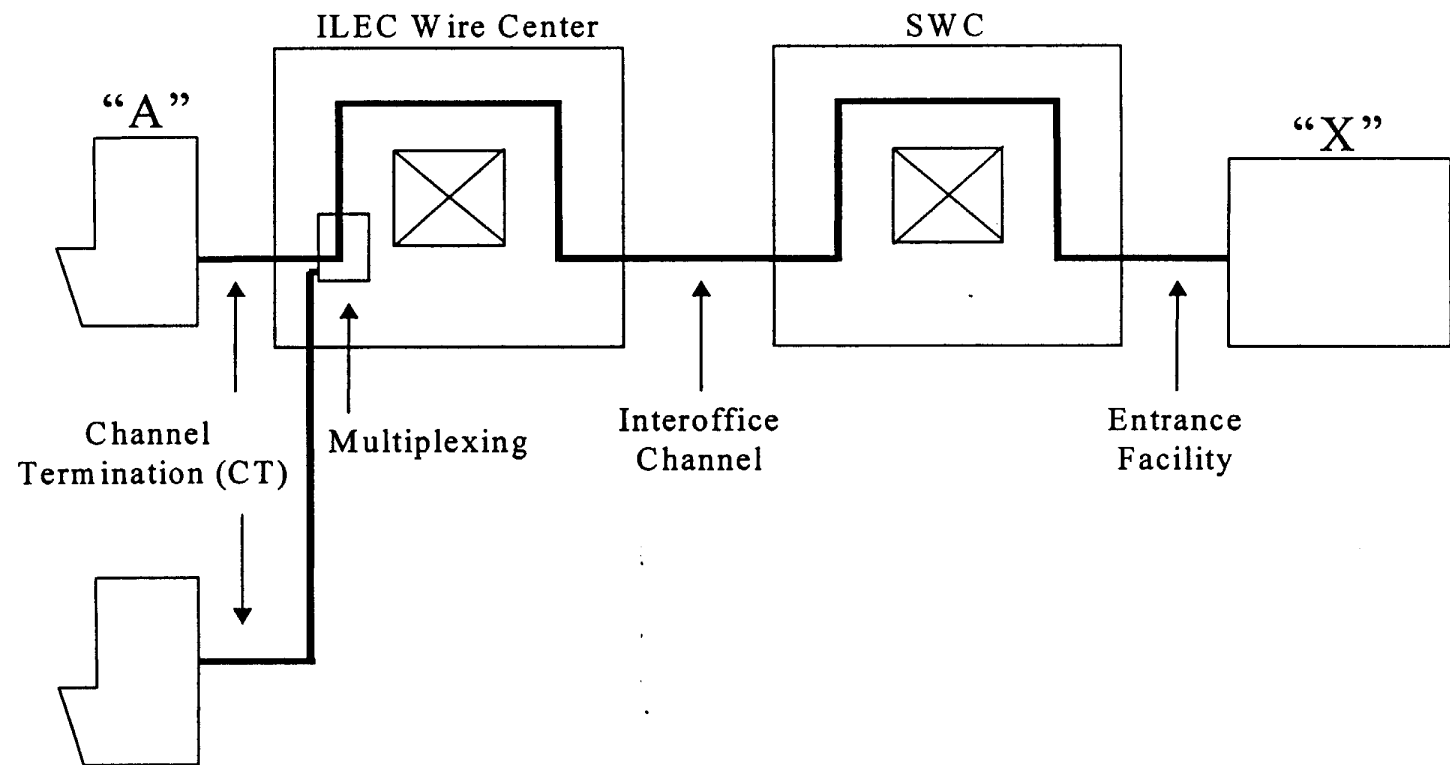 ILEC Wire Center
SWC
“A”
“X”
Channel
Termination (CT)
Multiplexing
Interoffice
Channel
Entrance
Facility